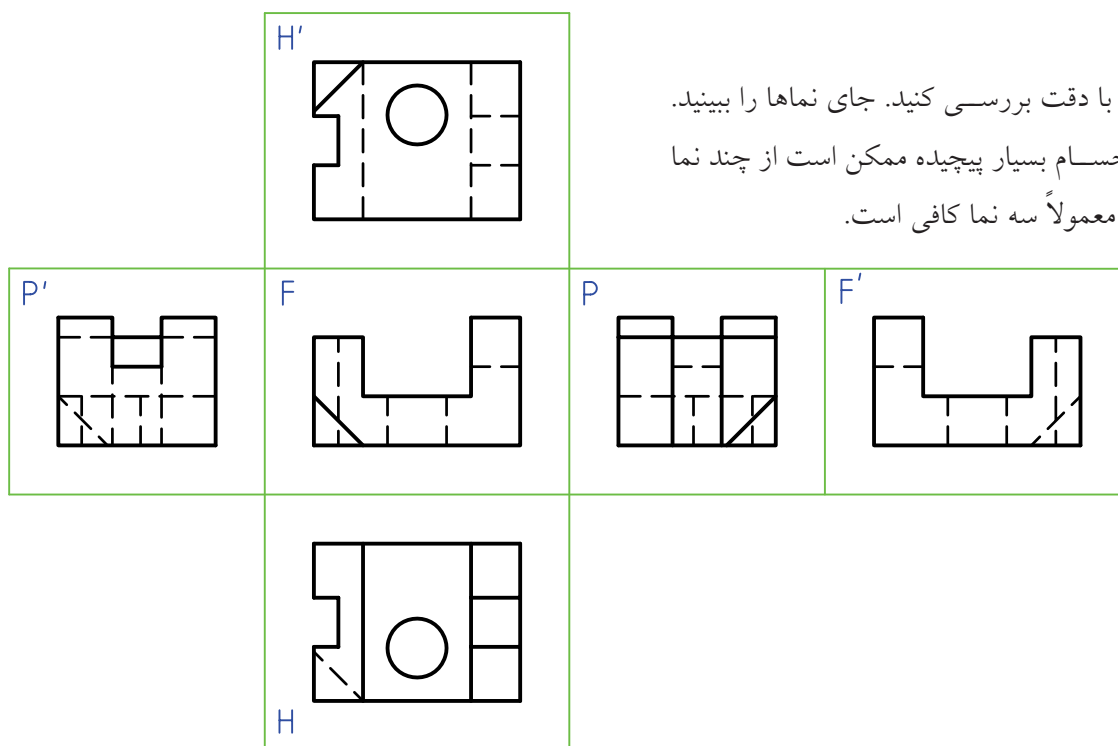 H′
با دقت بررســی کنید. جای نماها را ببینید.
بسیار پیچیده ممکن است از چند نما
معمولاً سه نما کافی است.
P′
F
P
F′
H